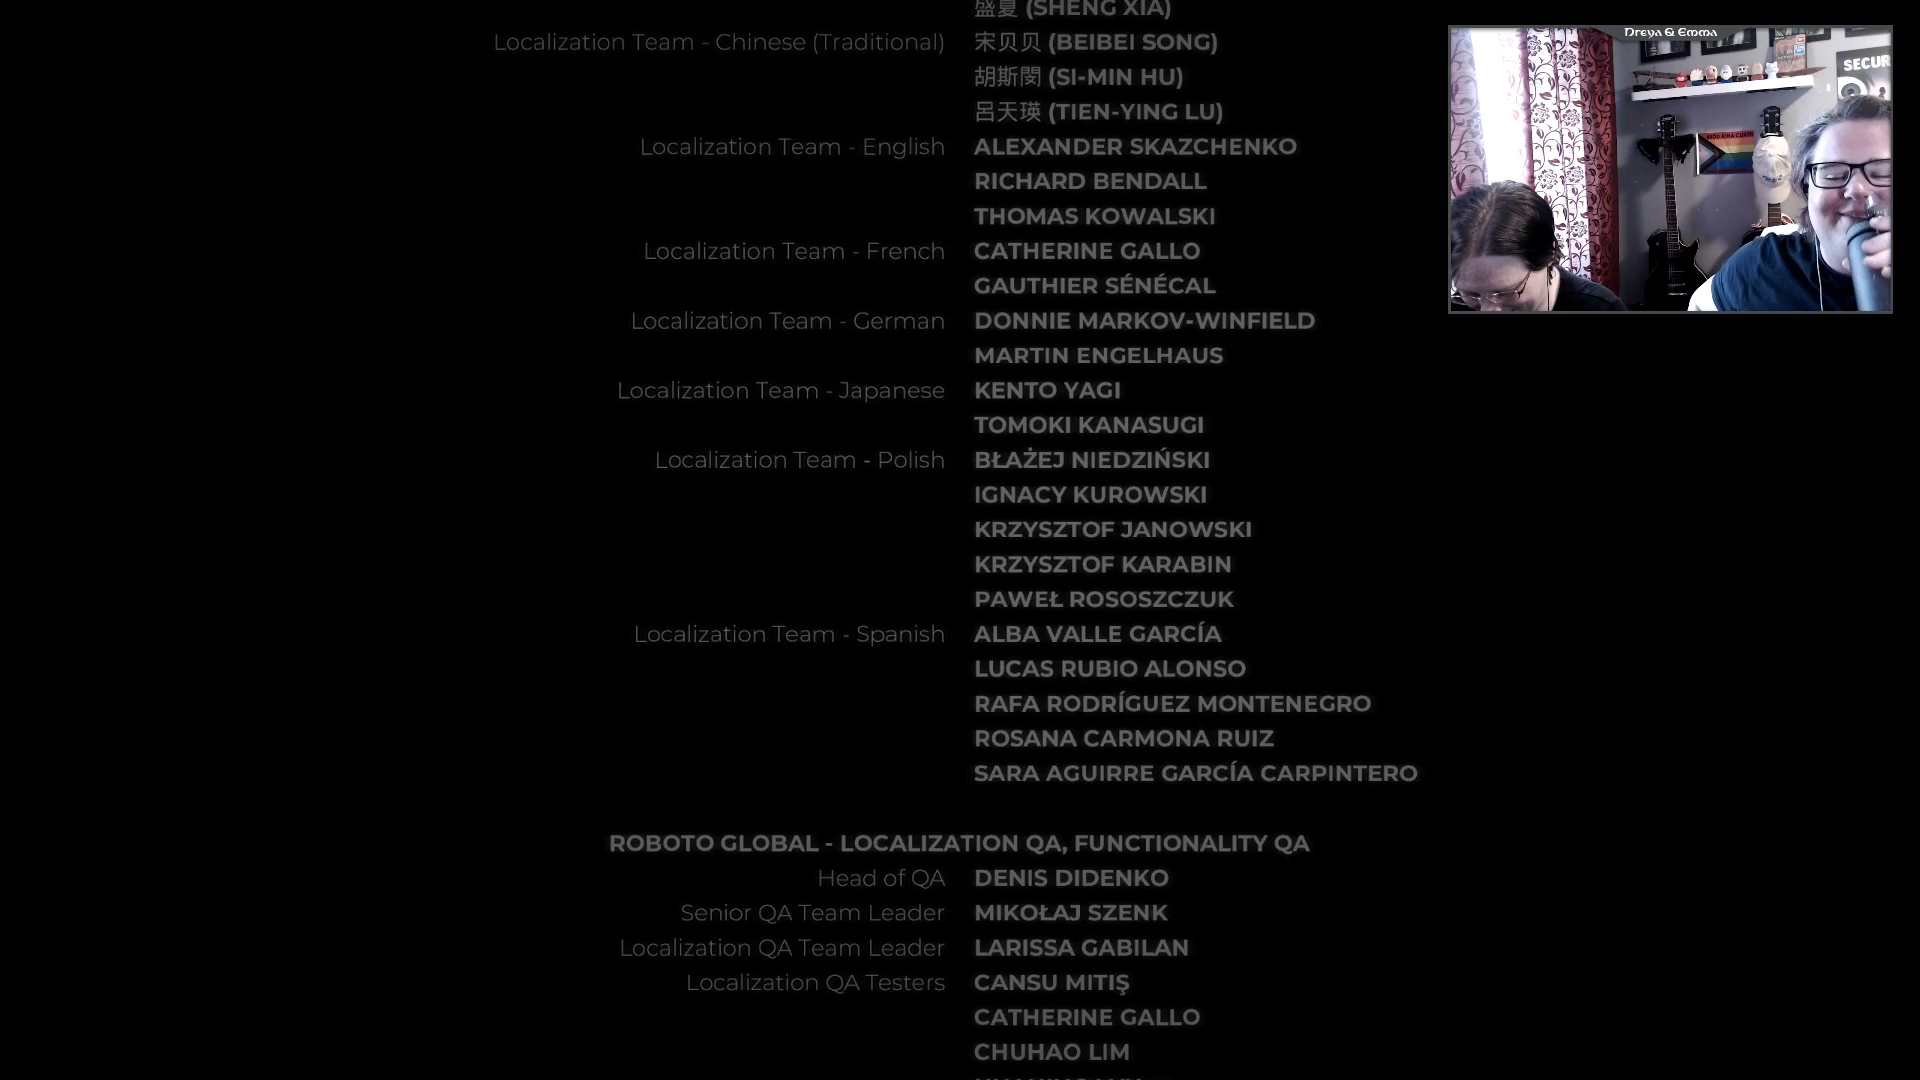 盛夏 (SHENG XIA)
Localization Team - Chinese (Traditional) 宋贝贝 (BEIBEI SONG)
胡斯閔 (SI-MIN HU)
呂天瑛 (TIEN-YING LU)
Localization Team - English ALEXANDER SKAZCHENKO
RICHARD BENDALL
THOMAS KOWALSKI
Localization Team - French CATHERINE GALLO
GAUTHIER SÉNÉCAL
Localization Team - German DONNIE MARKOV-WINFIELD
MARTIN ENGELHAUS
Localization Team - Japanese KENTO YAGI
TOMOKI KANASUGI
Localization Team - Polish BŁAŻEJ NIEDZIŃSKI
IGNACY KUROWSKI
KRZYSZTOF JANOWSKI
KRZYSZTOF KARABIN
PAWEŁ ROSOSZCZUK
Localization Team - Spanish ALBA VALLE GARCÍA
LUCAS RUBIO ALONSO
RAFA RODRÍGUEZ MONTENEGRO
ROSANA CARMONA RUIZ
SARA AGUIRRE GARCÍA CARPINTERO
ROBOTO GLOBAL - LOCALIZATION QA, FUNCTIONALITY QA
Head of QA DENIS DIDENKO
Senior QA Team Leader MIKOŁAJ SZENK
Localization QA Team Leader LARISSA GABILAN
Localization QA Testers CANSU MITIŞ
CATHERINE GALLO
CHUHAO LIM
Dreya & Emma
SECUR